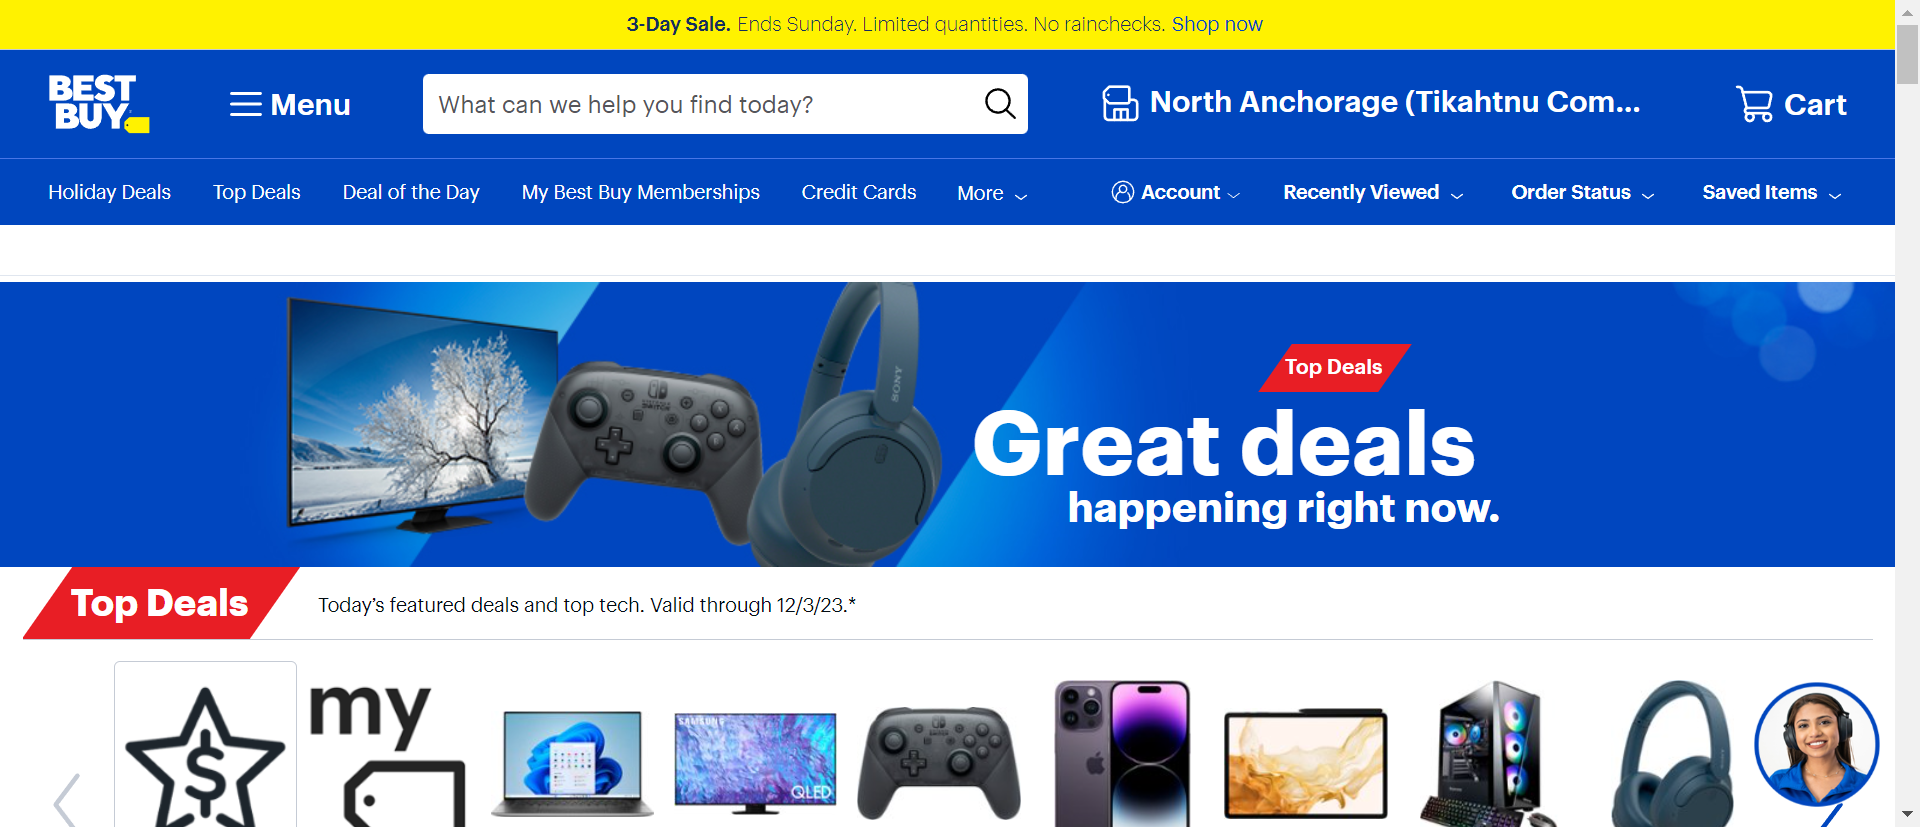 3-Day Sale. Ends Sunday. Limited quantities. No rainchecks. Shop now
BEST
BUY
Menu
What can we help you find today?
North Anchorage (Tikahtnu Com...
Cart
Holiday Deals
Top Deals
Deal of the Day
My Best Buy Memberships
Credit Cards
More
Account
Recently Viewed
Order Status
Saved Items
SWITCH
SONY
Top Deals
Great deals
happening right now.
Top Deals
Today's featured deals and top tech. Valid through 12/3/23.*
$
my
SAMSUNG
QLED